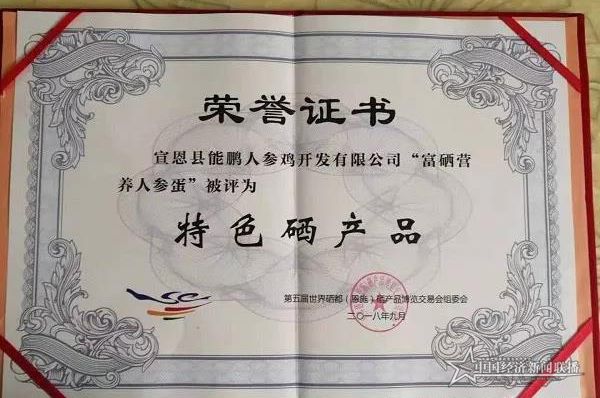 荣誉证书
宣恩县能鹏人参鸡开发有限公司“富硒营
养人参蛋”被评为
特色硒产品
第五届世界硒都（恩施）硒产品博览交易会组委会
二〇一八年九月
中国经济新闻联播